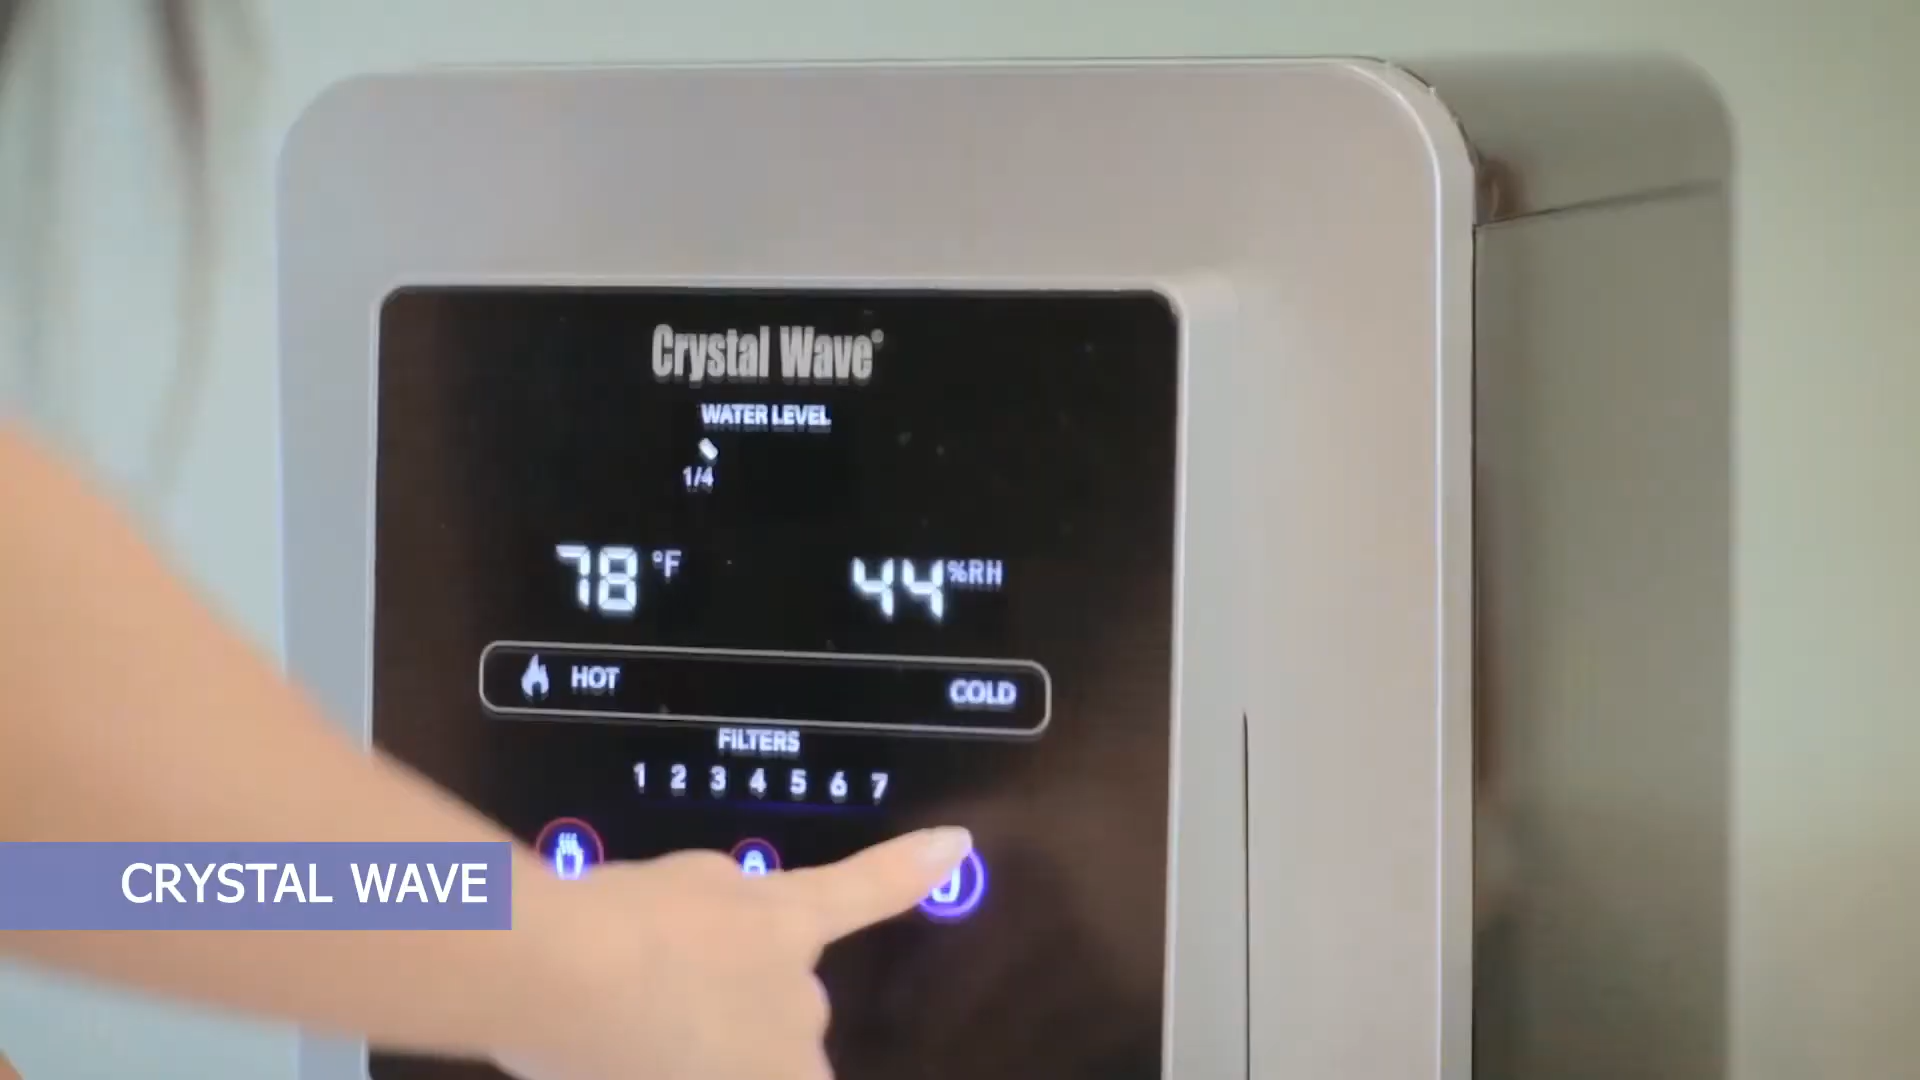 Crystal Wave®
WATER LEVEL
1/4
78 °F 44 %RH
HOT COLD
FILTERS
1 2 3 4 5 6 7
CRYSTAL WAVE